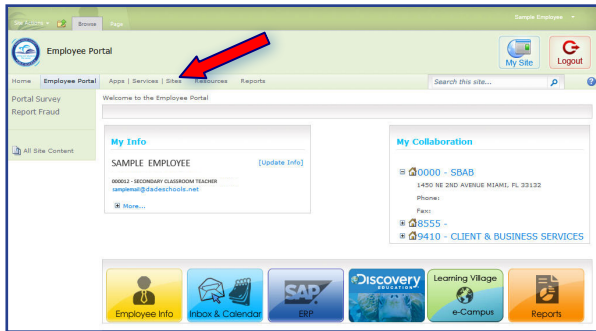 Site Actions
Browse
Page
Sample Employee
Employee Portal
My Site
Logout
Home
Employee Portal
Apps | Services | Sites
Resources
Reports
Search this site...
Portal Survey
Report Fraud
All Site Content
Welcome to the Employee Portal
My Info
SAMPLE EMPLOYEE
[Update Info]
000012 - SECONDARY CLASSROOM TEACHER
samplemail@dadeschools.net
More...
My Collaboration
0000 - SBAB
1450 NE 2ND AVENUE MIAMI, FL 33132
Phone:
Fax:
8555 -
9410 - CLIENT & BUSINESS SERVICES
Employee Info
Inbox & Calendar
SAP
ERP
Discovery
EDUCATION
Learning Village
e-Campus
Reports